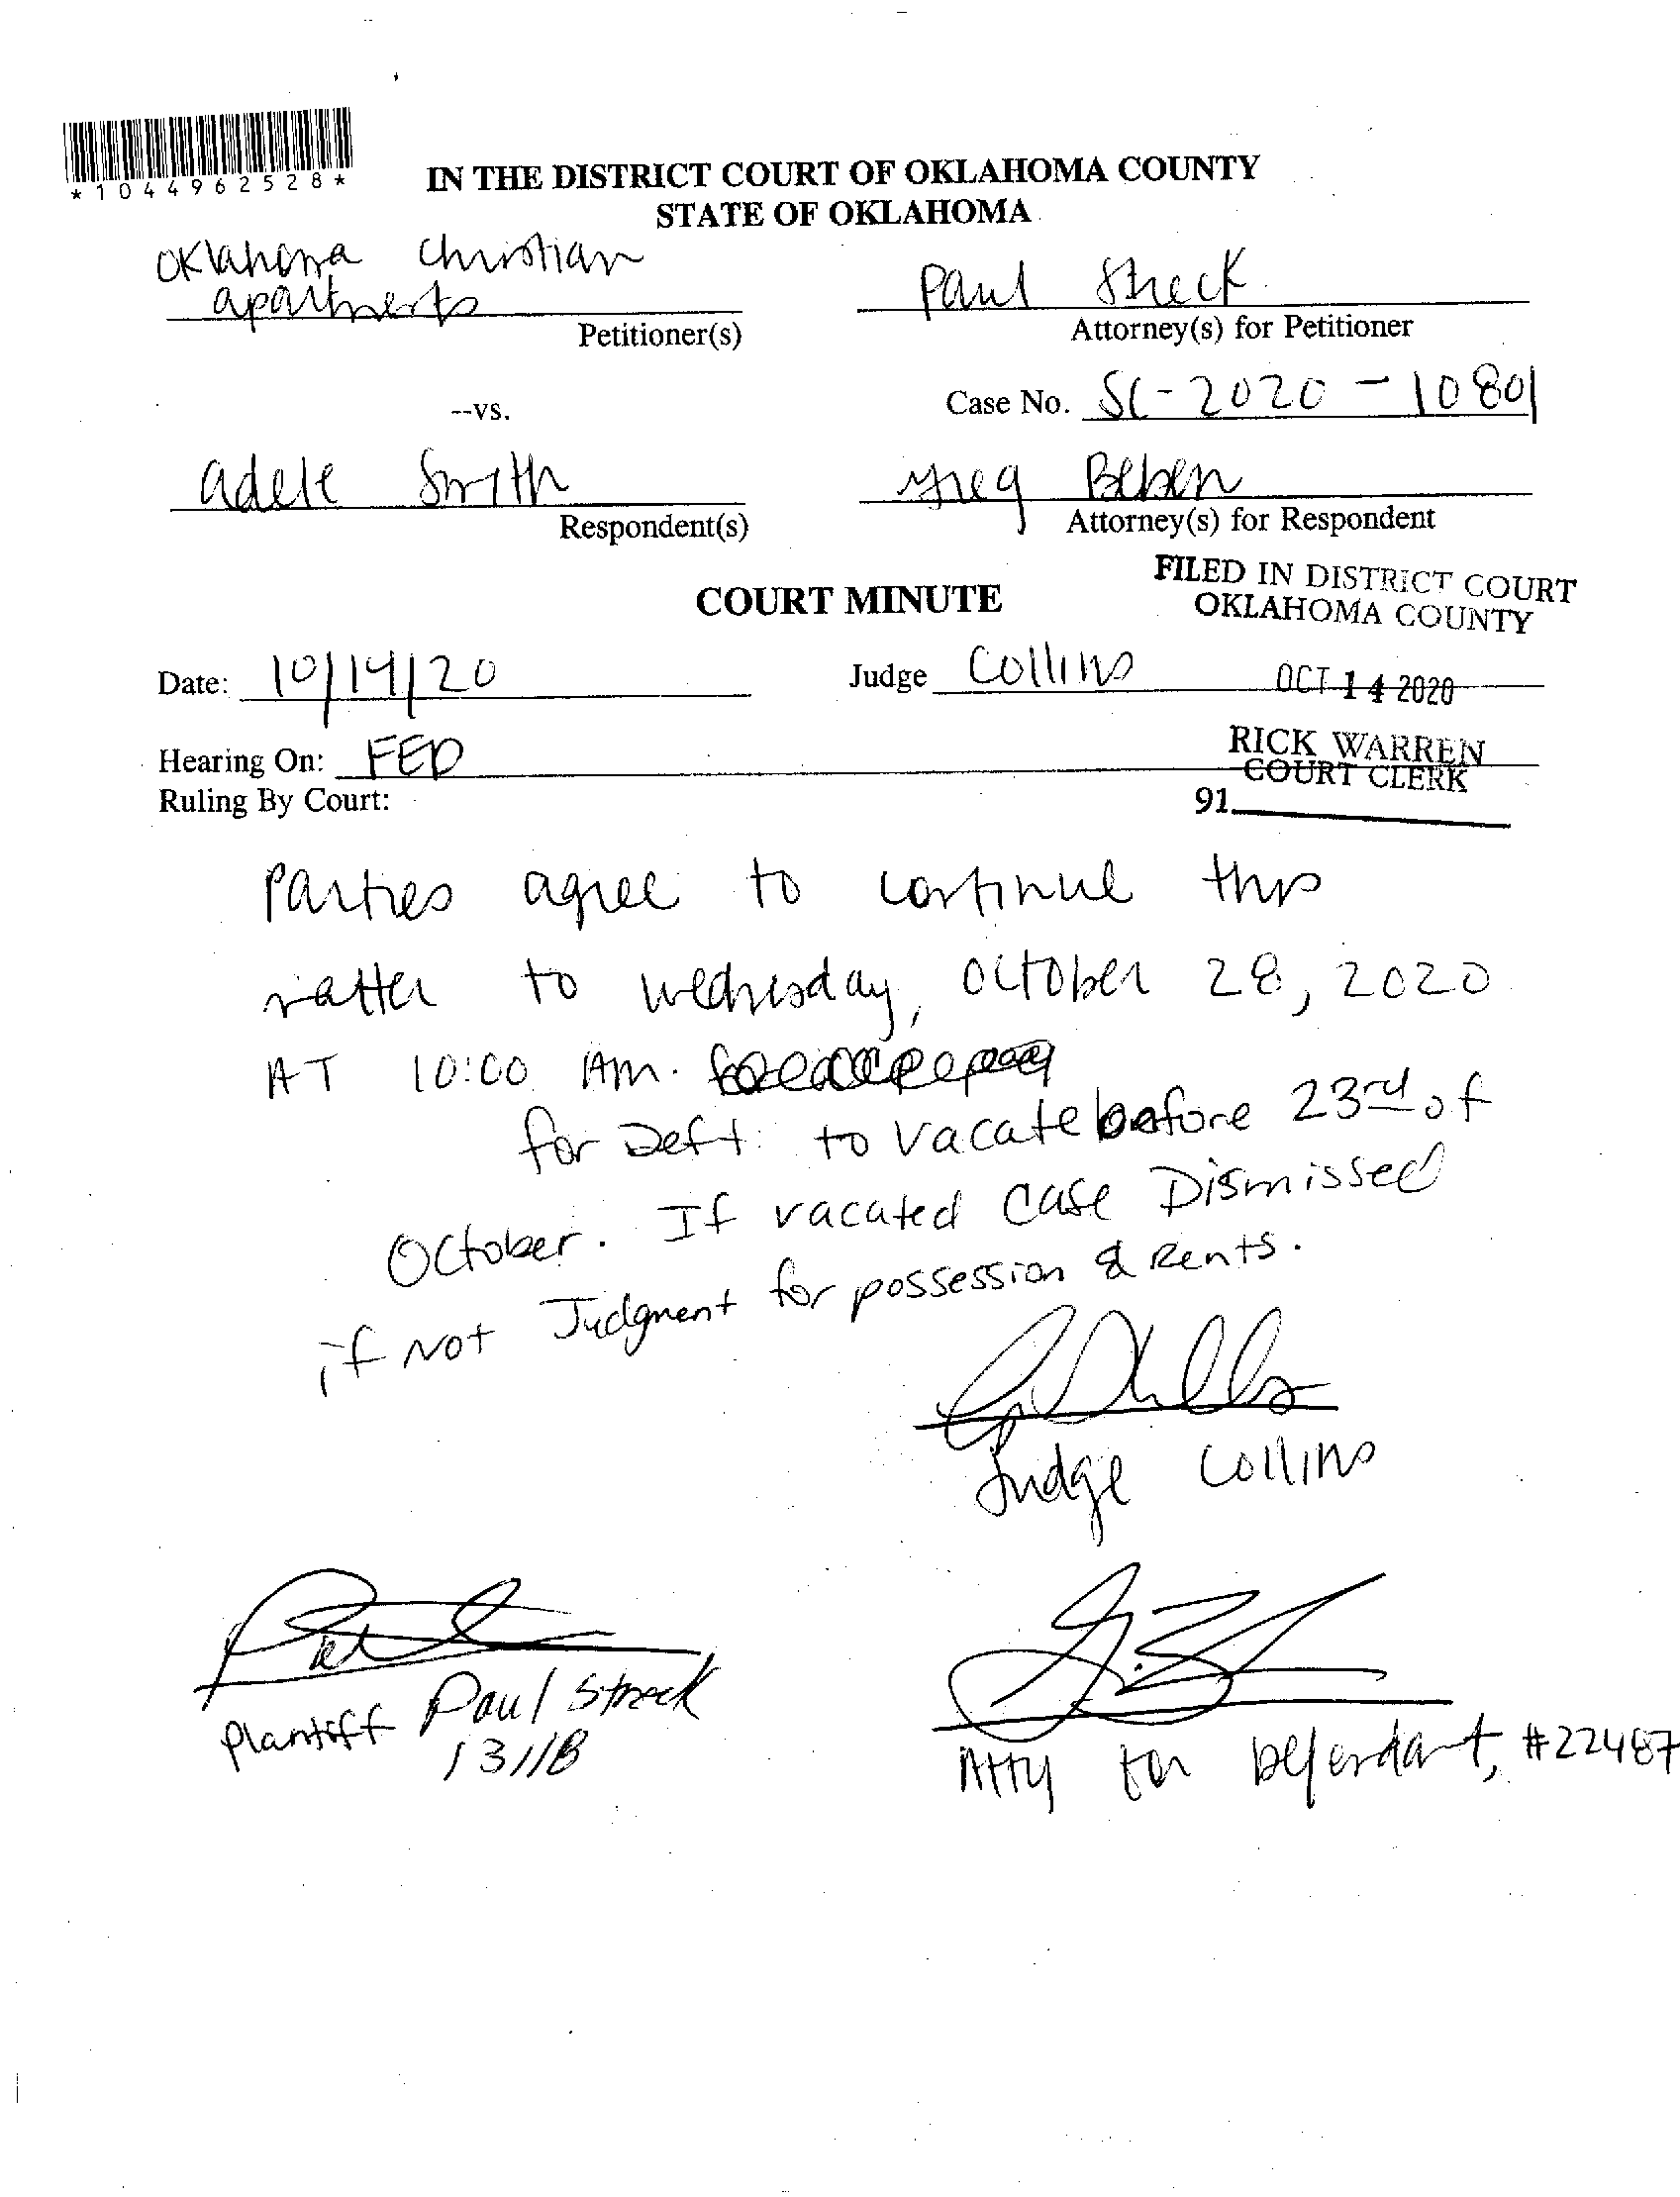 *1044962528*
IN THE DISTRICT COURT OF OKLAHOMA COUNTY
STATE OF OKLAHOMA
Oklahoma Christian
apartments
Petitioner(s)
Paul Streck
Attorney(s) for Petitioner
--vs.
Case No. SC-2020-10801
adele Smith
Respondent(s)
Greg Beben
Attorney(s) for Respondent
COURT MINUTE
FILED IN DISTRICT COURT
OKLAHOMA COUNTY
Date: 10/14/20
Judge Collins
OCT 14 2020
Hearing On: FED
RICK WARREN
COURT CLERK
Ruling By Court:
91
Parties agree to continue this
matter to wednesday, October 28, 2020
AT 10:00 Am.
for Deft. to vacate before 23rd of
October. If vacated Case Dismissed
if Not Judgment for possession & Rents.
Judge Collins
Plantiff Paul Streck
13118
Atty for Defendant, #22487